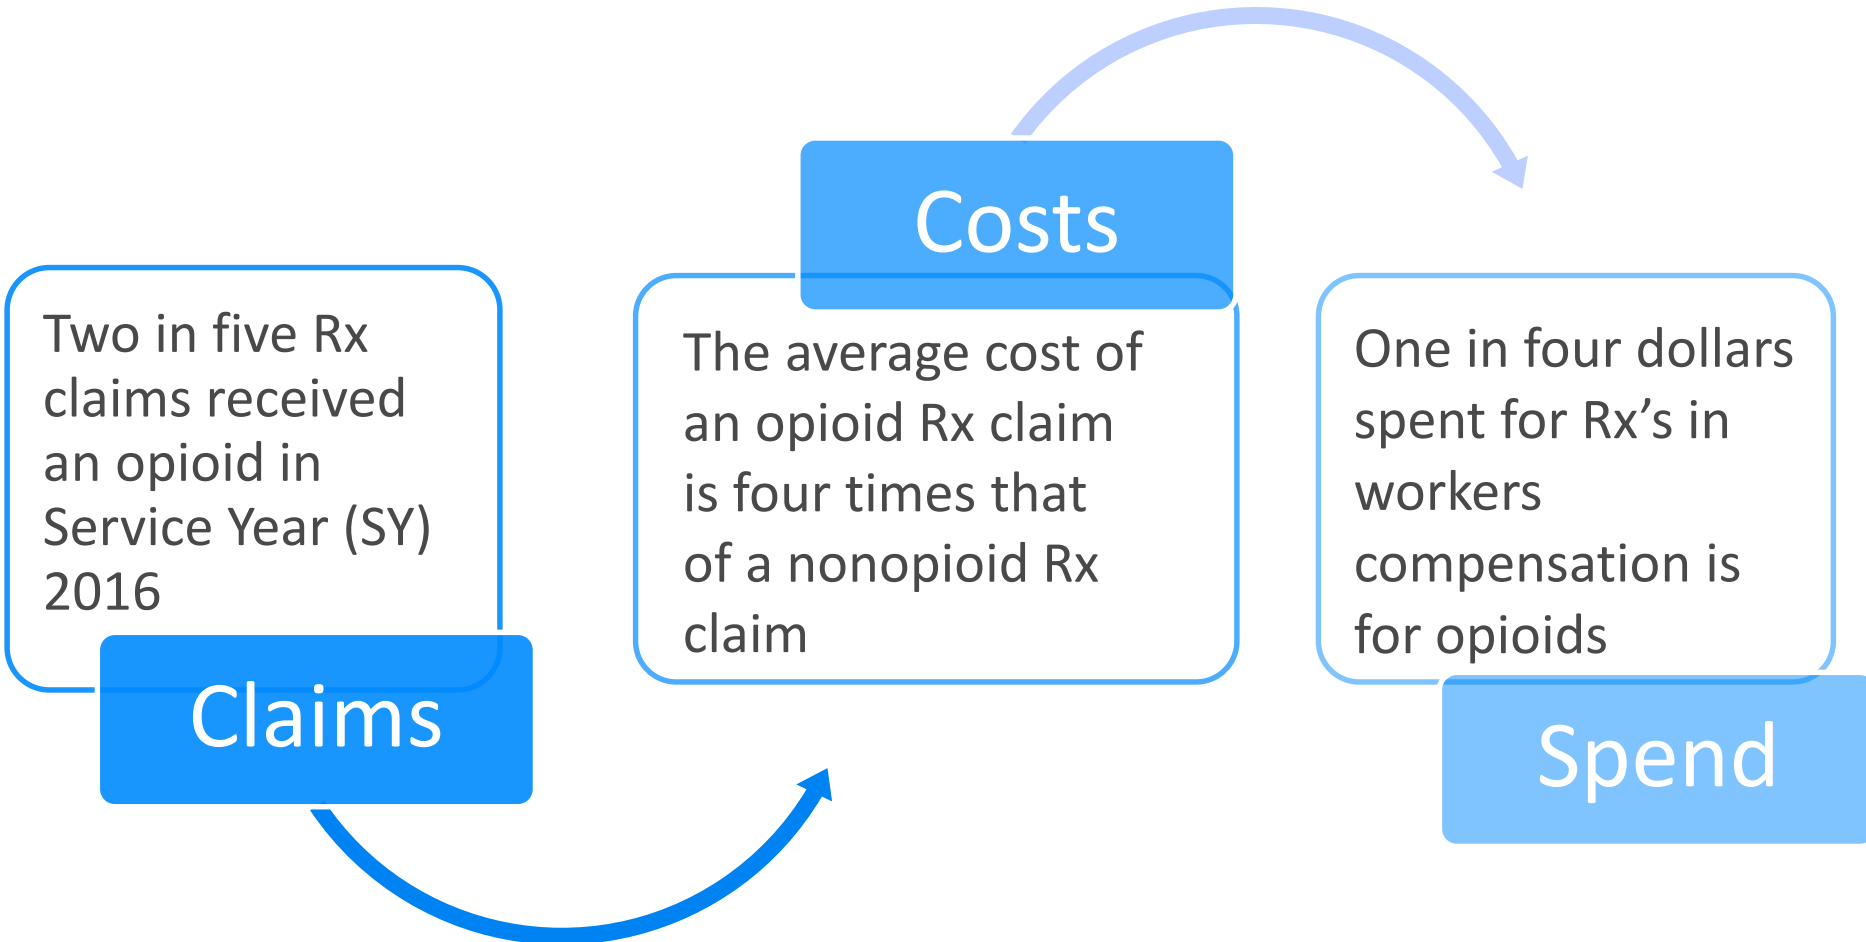 Two in five Rx
claims received
an opioid in
Service Year (SY)
2016
Claims
Costs
The average cost of
an opioid Rx claim
is four times that
of a nonopioid Rx
claim
One in four dollars
spent for Rx’s in
workers
compensation is
for opioids
Spend